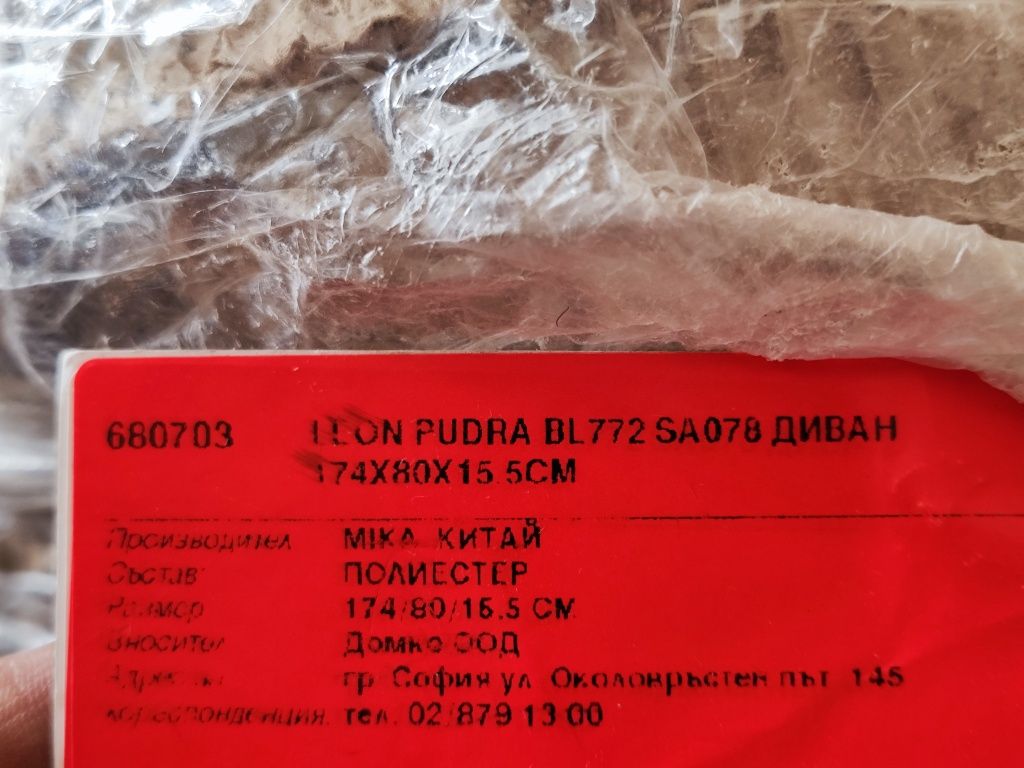 680703 LEON PUDRA BL772 SA078 ДИВАН
174X80X15.5CM
Производител MIKA КИТАЙ
Състав ПОЛИЕСТЕР
Размер 174/80/15.5 CM
Вносител Домко ООД
гр. София ул. Околовръстен път 145
кореспонденция. тел. 02/879 13 00